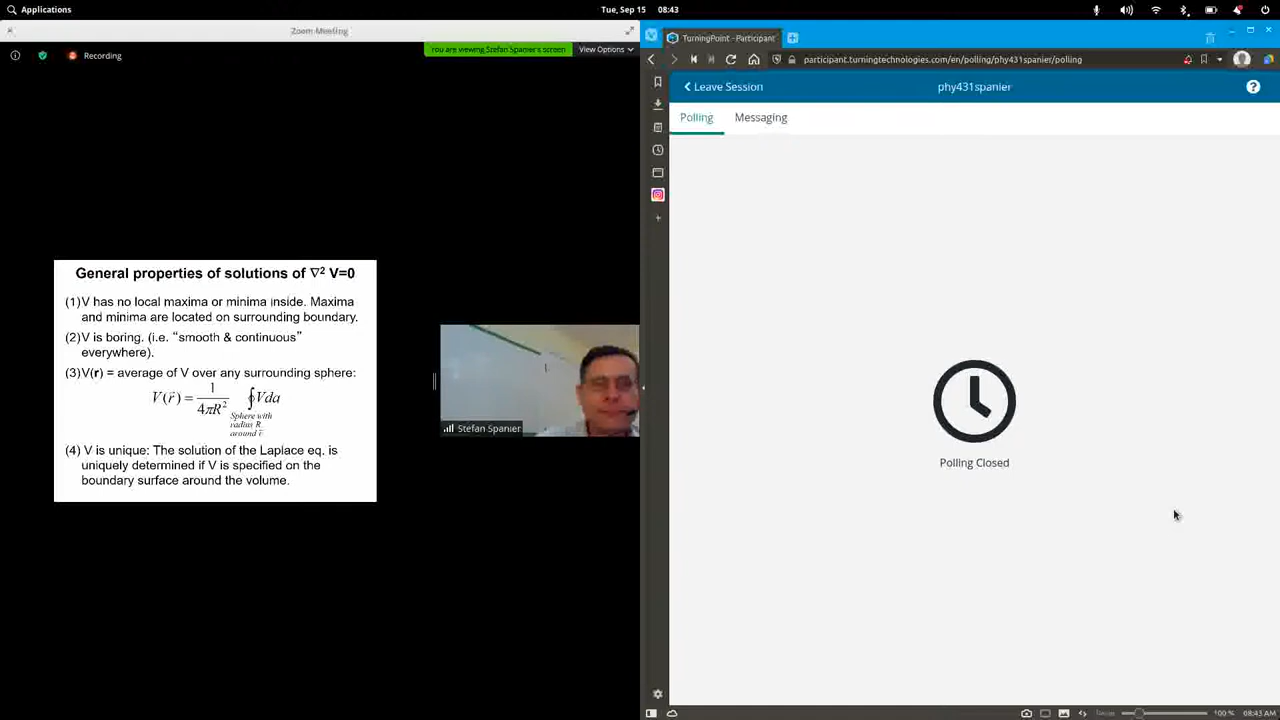 Applications
Tue, Sep 15 08:43
Zoom Meeting
Recording
You are viewing Stefan Spanier's screen
View Options
General properties of solutions of ∇² V=0
(1)V has no local maxima or minima inside. Maxima
and minima are located on surrounding boundary.
(2)V is boring. (i.e. “smooth & continuous”
everywhere).
(3)V(r) = average of V over any surrounding sphere:
V(r⃗) = 1/4πR² ∮Vda
Sphere with
radius R
around r⃗
(4) V is unique: The solution of the Laplace eq. is
uniquely determined if V is specified on the
boundary surface around the volume.
Stefan Spanier
TurningPoint - Participant
participant.turningtechnologies.com/en/polling/phy431spanier/polling
Leave Session
phy431spanier
?
Polling
Messaging
Polling Closed
100 %
08:43 AM